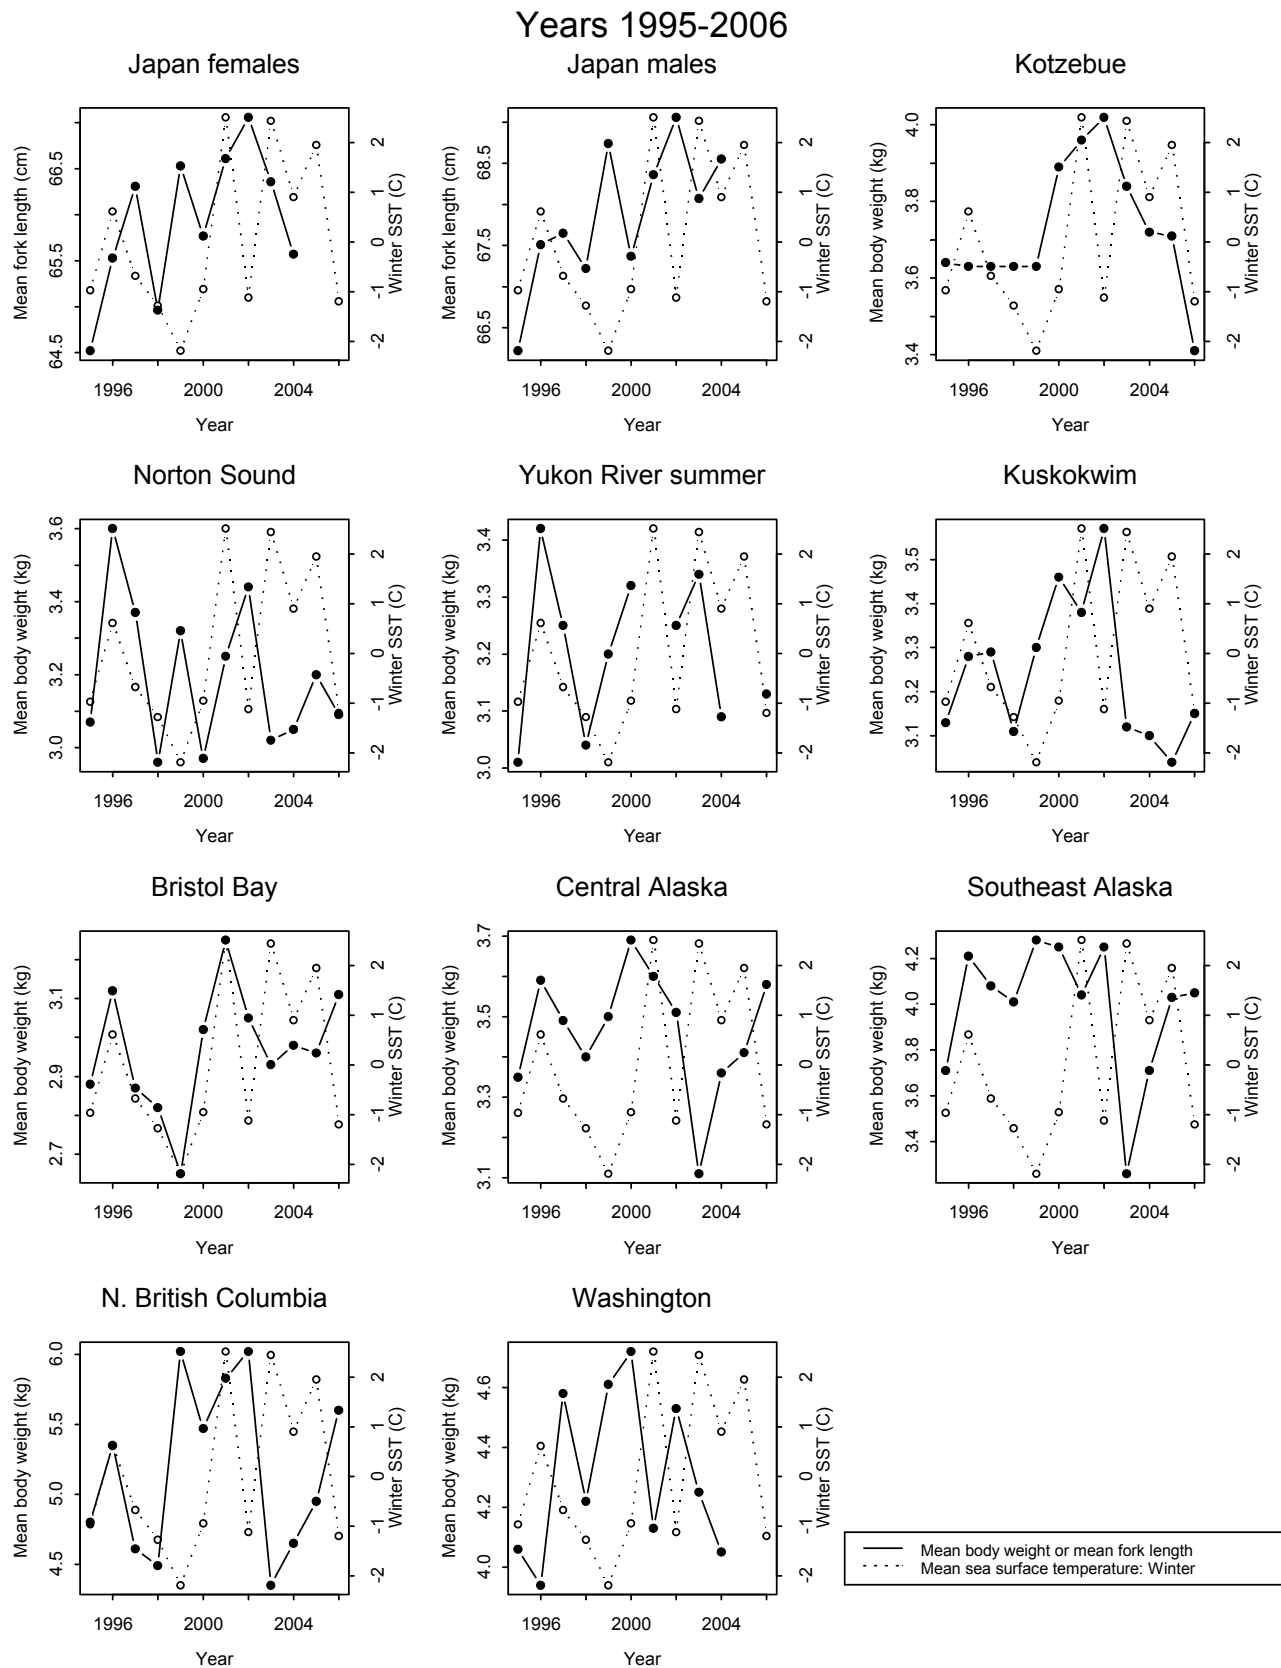 Years 1995-2006
Japan females
Japan males
Kotzebue
Mean fork length (cm)
64.5 65.5 66.5
Winter SST (C)
-2 -1 0 1 2
1996 2000 2004
Year
Mean fork length (cm)
66.5 67.5 68.5
Winter SST (C)
-2 -1 0 1 2
1996 2000 2004
Year
Mean body weight (kg)
3.4 3.6 3.8 4.0
Winter SST (C)
-2 -1 0 1 2
1996 2000 2004
Year
Norton Sound
Yukon River summer
Kuskokwim
Mean body weight (kg)
3.0 3.2 3.4 3.6
Winter SST (C)
-2 -1 0 1 2
1996 2000 2004
Year
Mean body weight (kg)
3.0 3.1 3.2 3.3 3.4
Winter SST (C)
-2 -1 0 1 2
1996 2000 2004
Year
Mean body weight (kg)
3.1 3.2 3.3 3.4 3.5
Winter SST (C)
-2 -1 0 1 2
1996 2000 2004
Year
Bristol Bay
Central Alaska
Southeast Alaska
Mean body weight (kg)
2.7 2.9 3.1
Winter SST (C)
-2 -1 0 1 2
1996 2000 2004
Year
Mean body weight (kg)
3.1 3.3 3.5 3.7
Winter SST (C)
-2 -1 0 1 2
1996 2000 2004
Year
Mean body weight (kg)
3.4 3.6 3.8 4.0 4.2
Winter SST (C)
-2 -1 0 1 2
1996 2000 2004
Year
N. British Columbia
Washington
Mean body weight (kg)
4.5 5.0 5.5 6.0
Winter SST (C)
-2 -1 0 1 2
1996 2000 2004
Year
Mean body weight (kg)
4.0 4.2 4.4 4.6
Winter SST (C)
-2 -1 0 1 2
1996 2000 2004
Year
Mean body weight or mean fork length
Mean sea surface temperature: Winter